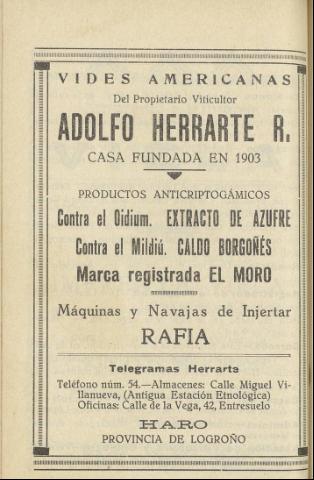 VIDES AMERICANAS
Del Propietario Viticultor
ADOLFO HERRARTE R.
CASA FUNDADA EN 1903
PRODUCTOS ANTICRIPTOGÁMICOS
Contra el Oidium. EXTRACTO DE AZUFRE
Contra el Mildiú. CALDO BORGOÑÉS
Marca registrada EL MORO
Máquinas y Navajas de Injertar
RAFIA
Telegramas Herrarte
Teléfono núm. 54.—Almacenes: Calle Miguel Vi-
llanueva, (Antigua Estación Etnológica)
Oficinas: Calle de la Vega, 42, Entresuelo
HARO
PROVINCIA DE LOGROÑO